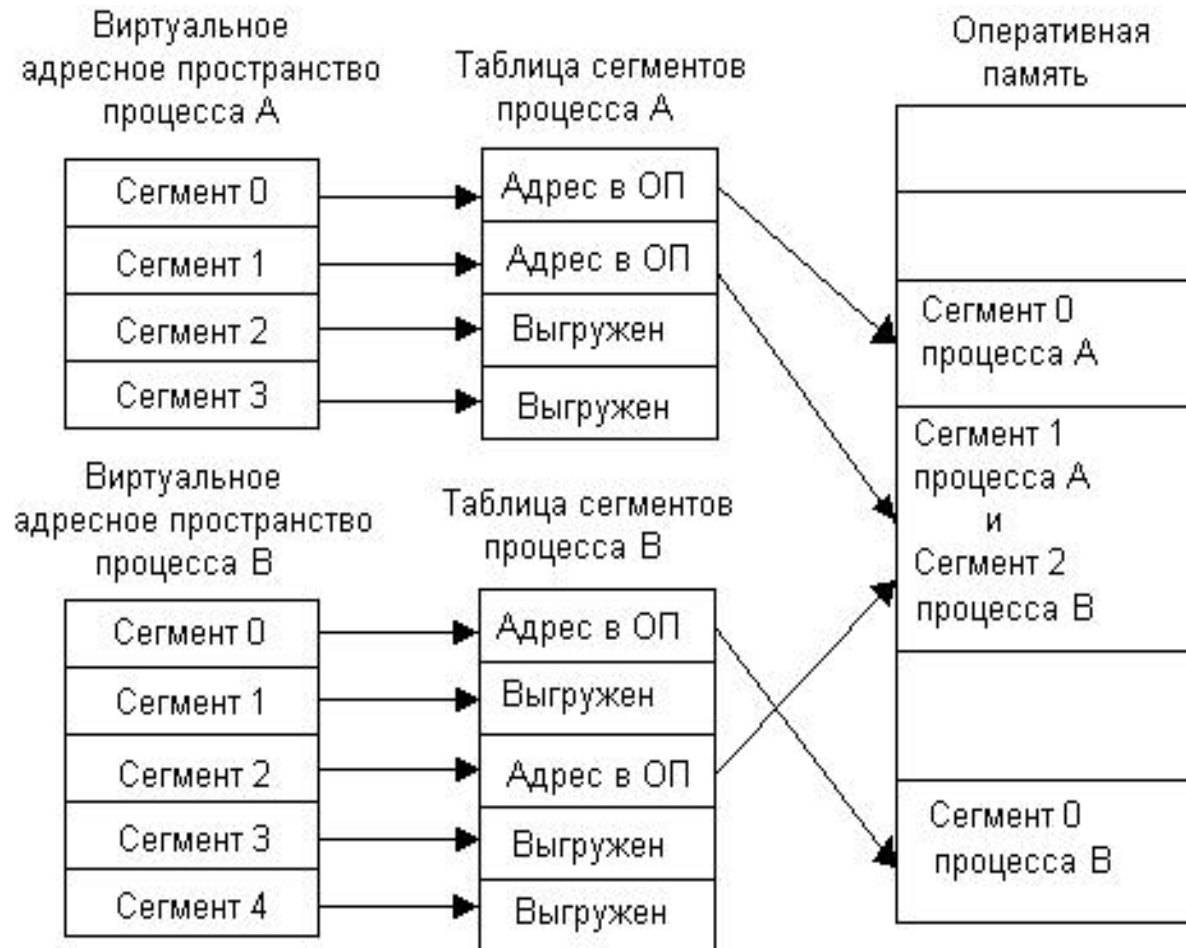 Виртуальное
адресное пространство
процесса A
Таблица сегментов
процесса A
Оперативная
память
Сегмент 0
Сегмент 1
Сегмент 2
Сегмент 3
Адрес в ОП
Адрес в ОП
Выгружен
Выгружен
Сегмент 0
процесса A
Сегмент 1
процесса A
и
Сегмент 2
процесса B
Сегмент 0
процесса B
Виртуальное
адресное пространство
процесса B
Таблица сегментов
процесса B
Сегмент 0
Сегмент 1
Сегмент 2
Сегмент 3
Сегмент 4
Адрес в ОП
Выгружен
Адрес в ОП
Выгружен
Выгружен